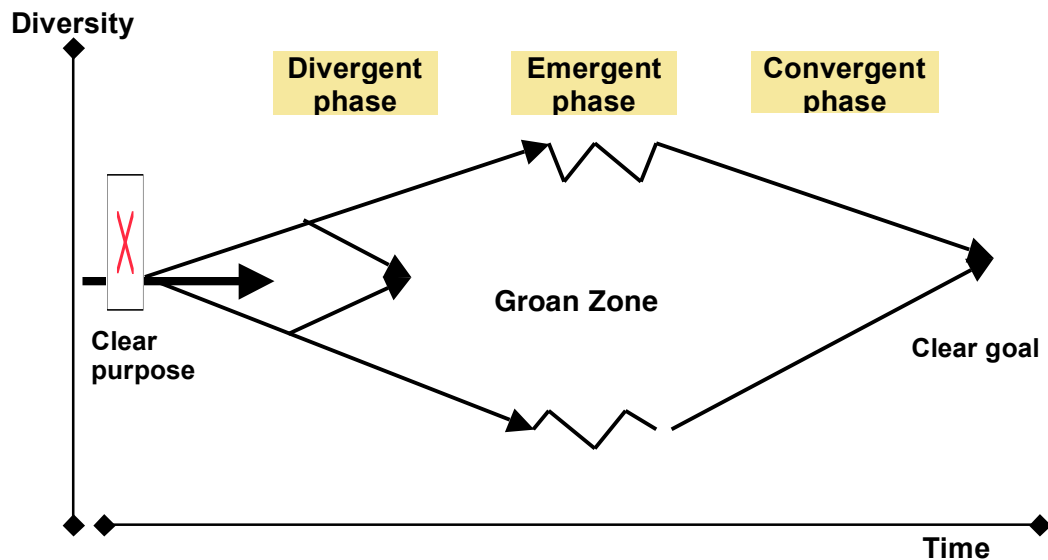 Diversity
Divergent
phase
Emergent
phase
Convergent
phase
Groan Zone
Clear
purpose
Clear goal
Time